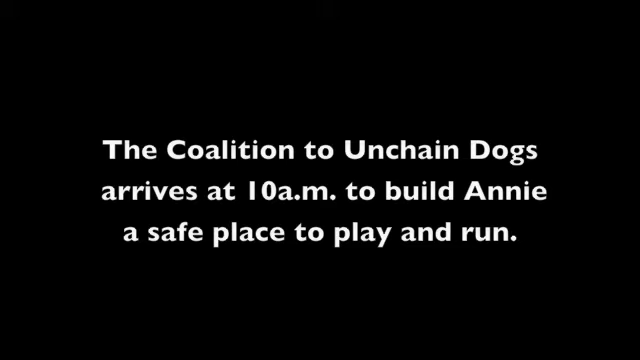 The Coalition to Unchain Dogs
arrives at 10a.m. to build Annie
a safe place to play and run.